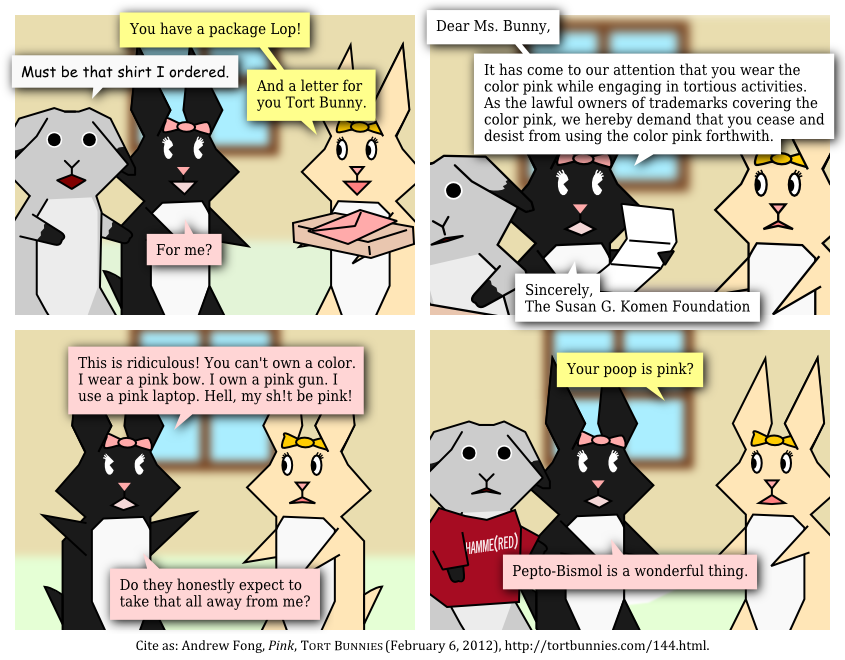 You have a package Lop!
Must be that shirt I ordered.
And a letter for
you Tort Bunny.
For me?
Dear Ms. Bunny,
It has come to our attention that you wear the
color pink while engaging in tortious activities.
As the lawful owners of trademarks covering the
color pink, we hereby demand that you cease and
desist from using the color pink forthwith.
Sincerely,
The Susan G. Komen Foundation
This is ridiculous! You can't own a color.
I wear a pink bow. I own a pink gun. I
use a pink laptop. Hell, my sh!t be pink!
Do they honestly expect to
take that all away from me?
Your poop is pink?
HAMME(RED)
Pepto-Bismol is a wonderful thing.
Cite as: Andrew Fong, Pink, TORT BUNNIES (February 6, 2012), http://tortbunnies.com/144.html.